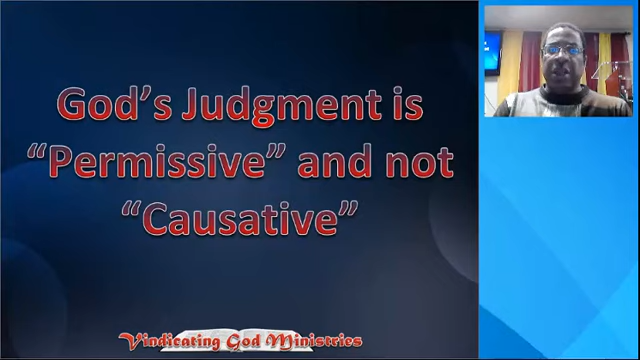 God’s Judgment is
“Permissive” and not
“Causative”
Vindicating God Ministries